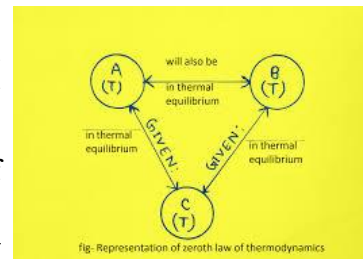 A
(T)
will also be
in thermal
equilibrium
B
(T)
in thermal
equilibrium
GIVEN:
GIVEN:
in thermal
equilibrium
C
(T)
fig- Representation of zeroth law of thermodynamics